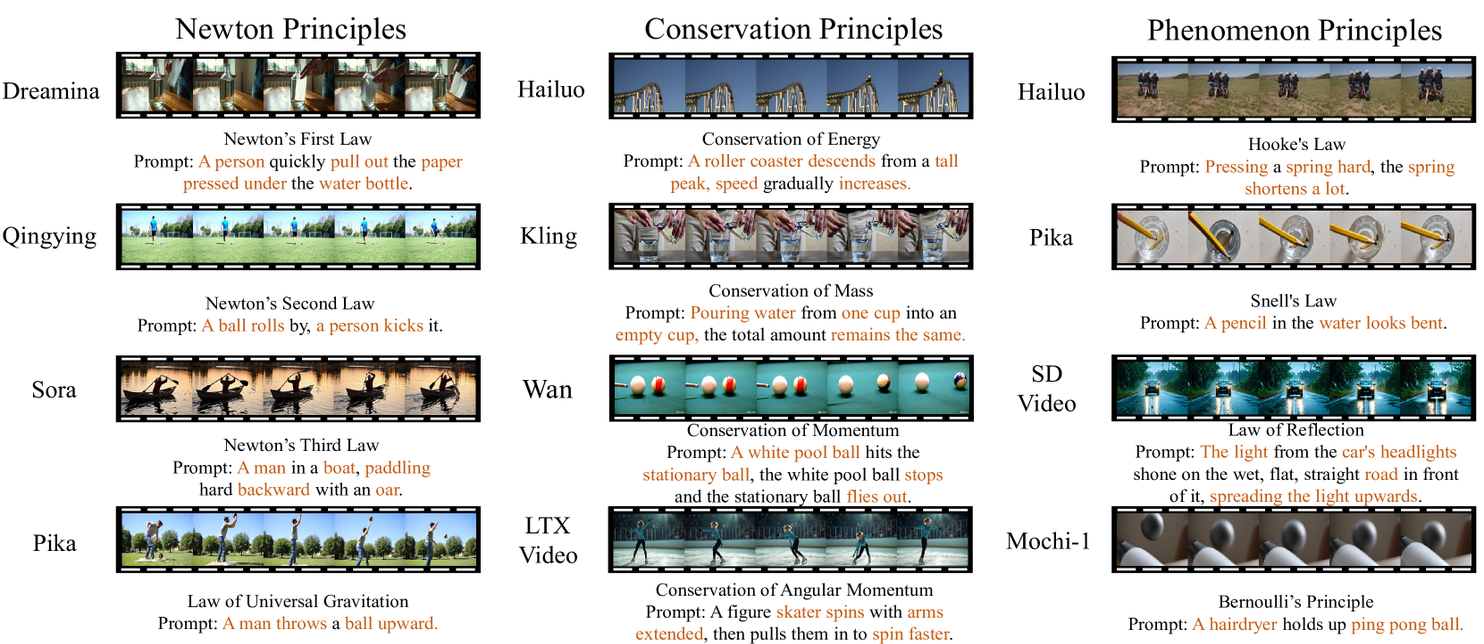 Newton Principles
Dreamina
Newton's First Law
Prompt: A person quickly pull out the paper
pressed under the water bottle.
Qingying
Newton's Second Law
Prompt: A ball rolls by, a person kicks it.
Sora
Newton's Third Law
Prompt: A man in a boat, paddling
hard backward with an oar.
Pika
Law of Universal Gravitation
Prompt: A man throws a ball upward.
Conservation Principles
Hailuo
Conservation of Energy
Prompt: A roller coaster descends from a tall
peak, speed gradually increases.
Kling
Conservation of Mass
Prompt: Pouring water from one cup into an
empty cup, the total amount remains the same.
Wan
Conservation of Momentum
Prompt: A white pool ball hits the
stationary ball, the white pool ball stops
and the stationary ball flies out.
LTX
Video
Conservation of Angular Momentum
Prompt: A figure skater spins with arms
extended, then pulls them in to spin faster.
Phenomenon Principles
Hailuo
Hooke's Law
Prompt: Pressing a spring hard, the spring
shortens a lot.
Pika
Snell's Law
Prompt: A pencil in the water looks bent.
SD
Video
Law of Reflection
Prompt: The light from the car's headlights
shone on the wet, flat, straight road in front
of it, spreading the light upwards.
Mochi-1
Bernoulli's Principle
Prompt: A hairdryer holds up ping pong ball.